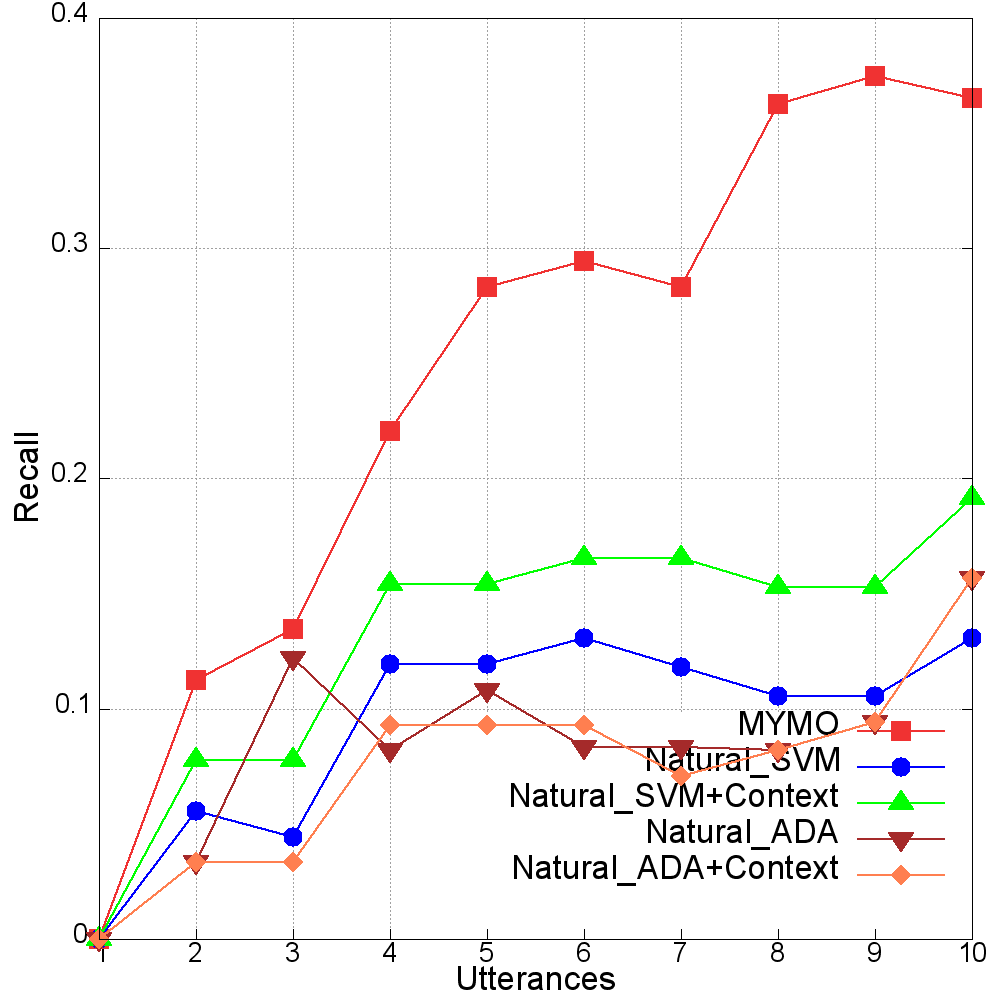 0.4
0.3
0.2
0.1
0
Recall
1 2 3 4 5 6 7 8 9 10
Utterances
MYMO
Natural_SVM
Natural_SVM+Context
Natural_ADA
Natural_ADA+Context